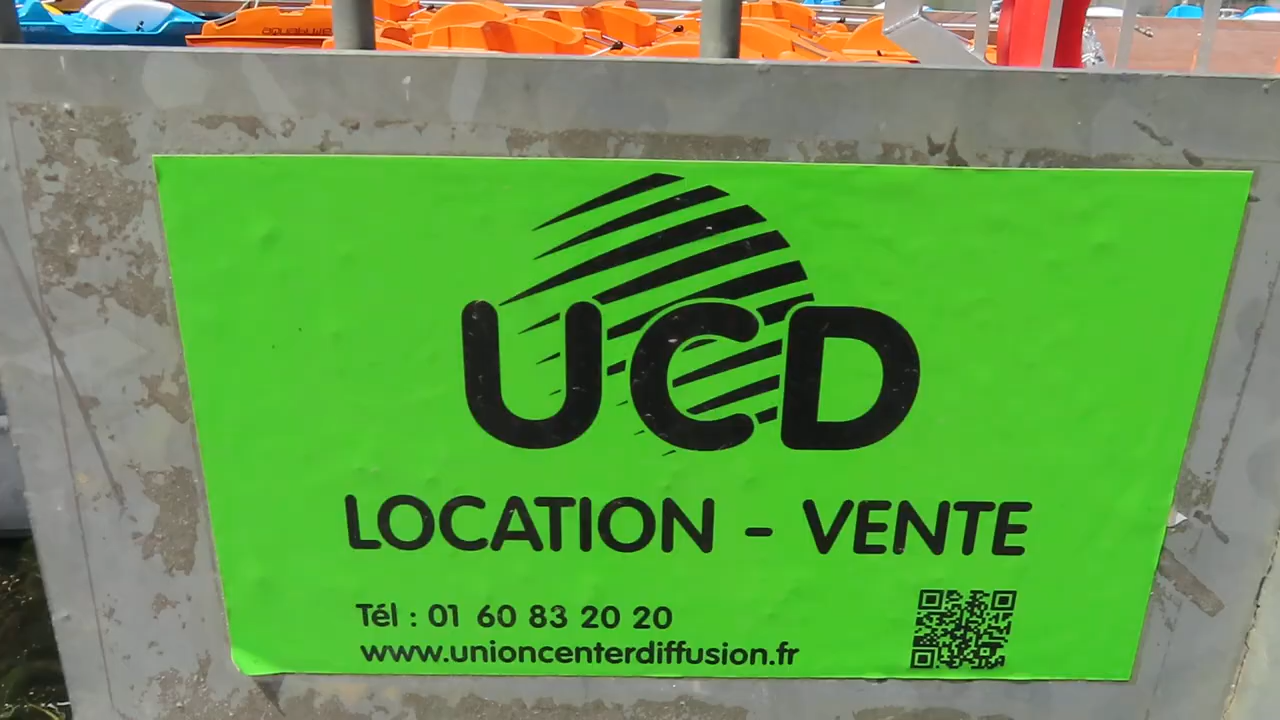 UCD
LOCATION - VENTE
Tél : 01 60 83 20 20
www.unioncenterdiffusion.fr